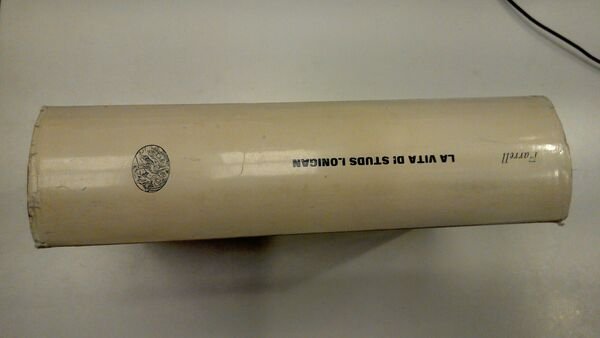 Farrell
LA VITA DI STUDS LONIGAN